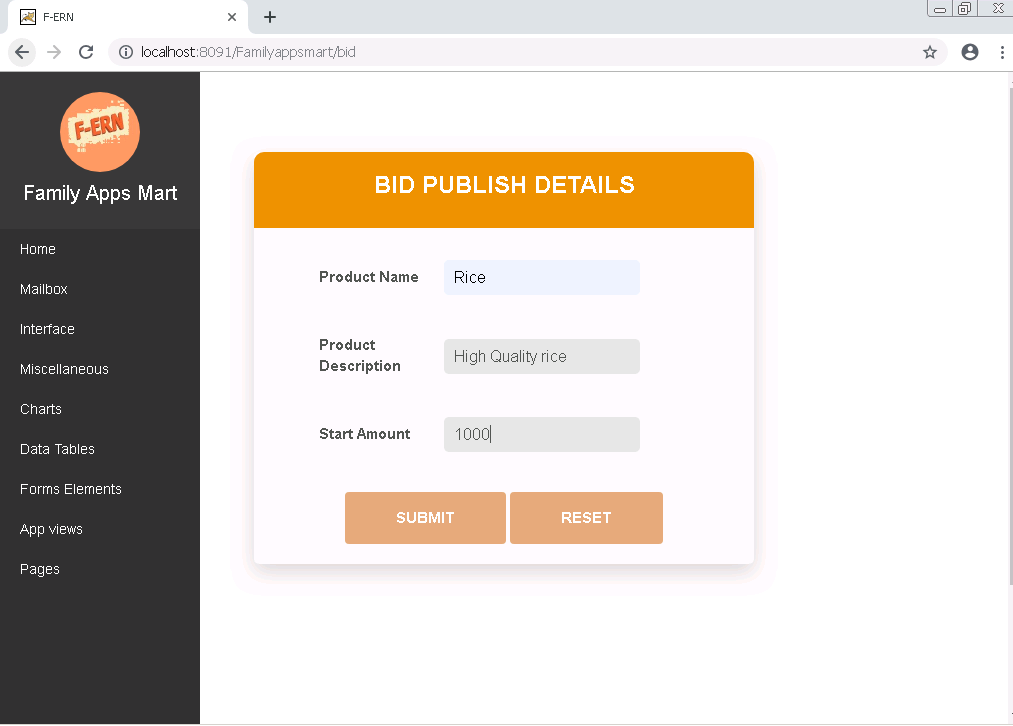 F-ERN
localhost:8091/Familyappsmart/bid
F-ERN
Family Apps Mart
Home
Mailbox
Interface
Miscellaneous
Charts
Data Tables
Forms Elements
App views
Pages
BID PUBLISH DETAILS
Product Name
Rice
Product
Description
High Quality rice
Start Amount
1000
SUBMIT
RESET